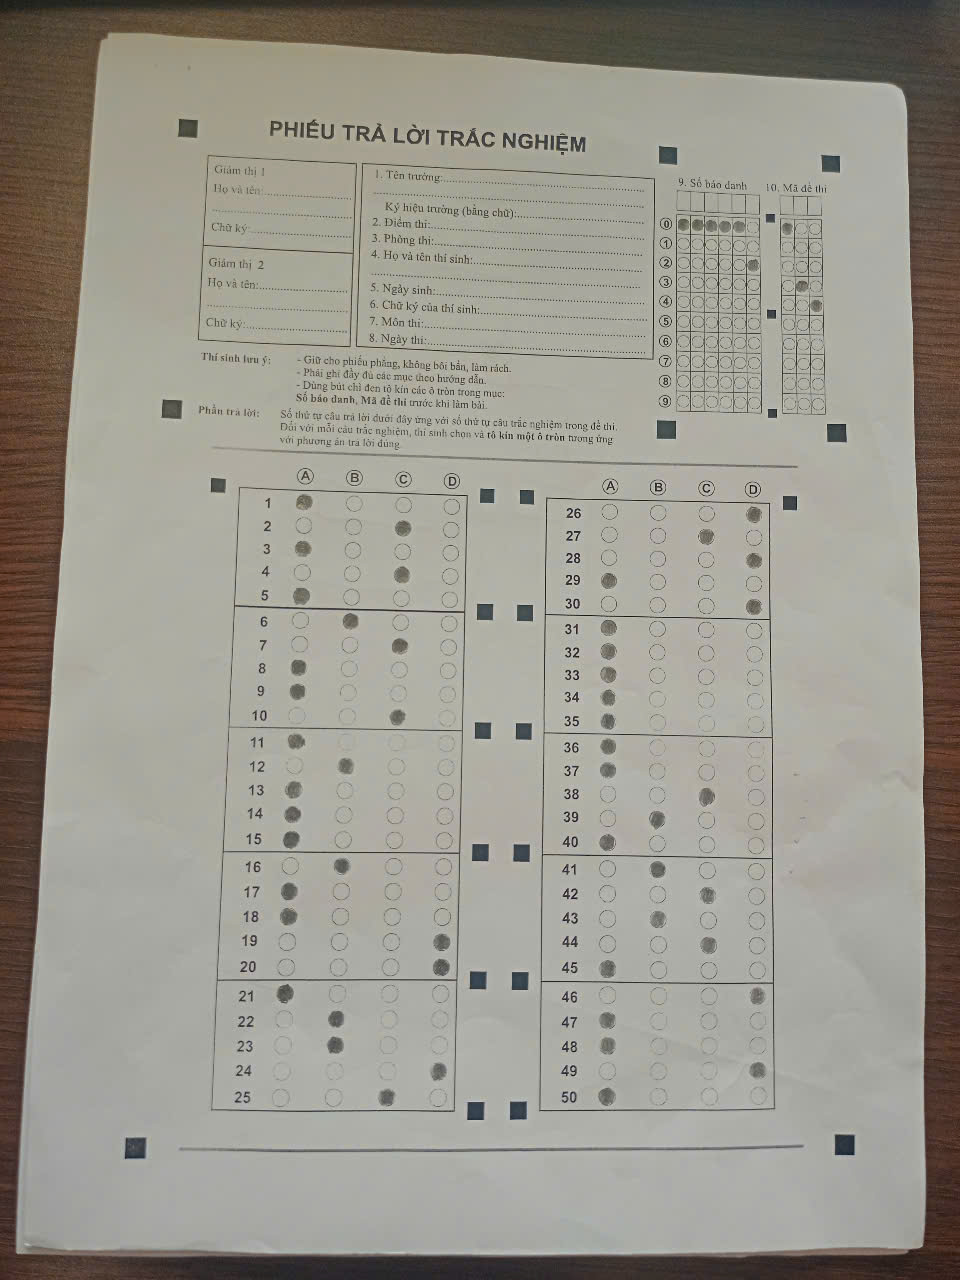 PHIẾU TRẢ LỜI TRẮC NGHIỆM
Giám thị 1
Họ và tên:
Chữ ký:
Giám thị 2
Họ và tên:
Chữ ký:
1. Tên trường:
Ký hiệu trường (bằng chữ):
2. Điểm thi:
3. Phòng thi:
4. Họ và tên thí sinh:
5. Ngày sinh:
6. Chữ ký của thí sinh:
7. Môn thi:
8. Ngày thi:
9. Số báo danh
10. Mã đề thi
0
1
2
3
4
5
6
7
8
9
Thí sinh lưu ý:
- Giữ cho phiếu phẳng, không bôi bẩn, làm rách.
- Phải ghi đầy đủ các mục theo hướng dẫn.
- Dùng bút chì đen tô kín các ô tròn trong mục:
Số báo danh, Mã đề thi trước khi làm bài.
Phần trả lời:
Số thứ tự câu trả lời dưới đây ứng với số thứ tự câu trắc nghiệm trong đề thi.
Đối với mỗi câu trắc nghiệm, thí sinh chọn và tô kín một ô tròn tương ứng
với phương án trả lời đúng.
A B C D
1
2
3
4
5
6
7
8
9
10
11
12
13
14
15
16
17
18
19
20
21
22
23
24
25
A B C D
26
27
28
29
30
31
32
33
34
35
36
37
38
39
40
41
42
43
44
45
46
47
48
49
50